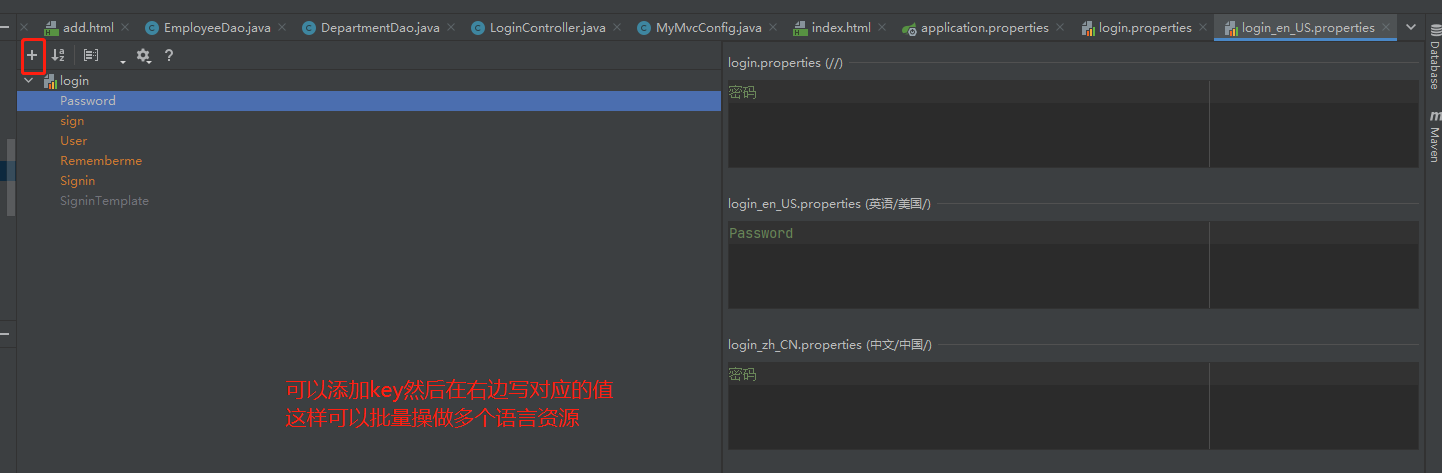 add.html
EmployeeDao.java
DepartmentDao.java
LoginController.java
MyMvcConfig.java
index.html
application.properties
login.properties
login_en_US.properties
login
Password
sign
User
Rememberme
Signin
SigninTemplate
可以添加key然后在右边写对应的值
这样可以批量操做多个语言资源
login.properties (//)
密码
login_en_US.properties (英语/美国/)
Password
login_zh_CN.properties (中文/中国/)
密码
Database
m Maven